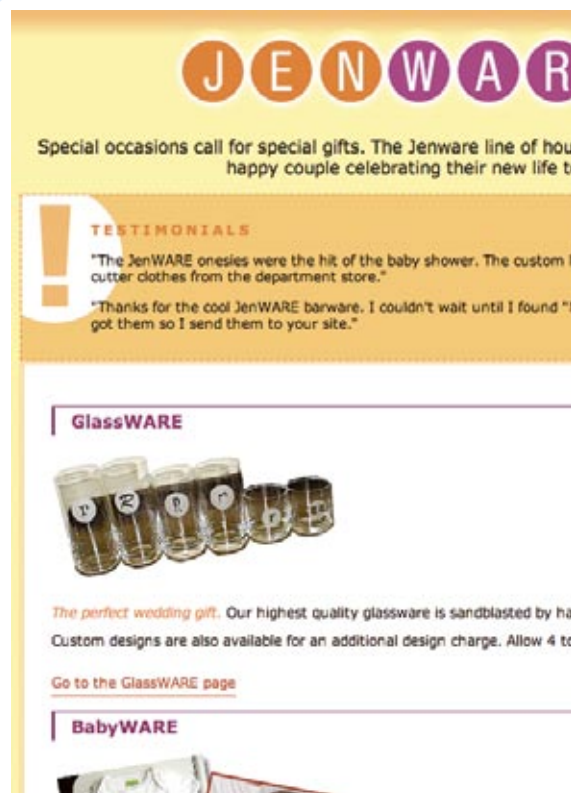 JENWAR
Special occasions call for special gifts. The Jenware line of hou
happy couple celebrating their new life t
!
TESTIMONIALS
"The JenWARE onesies were the hit of the baby shower. The custom
cutter clothes from the department store."
"Thanks for the cool JenWARE barware. I couldn't wait until I found "
got them so I send them to your site."
GlassWARE
The perfect wedding gift. Our highest quality glassware is sandblasted by ha
Custom designs are also available for an additional design charge. Allow 4 to
Go to the GlassWARE page
BabyWARE